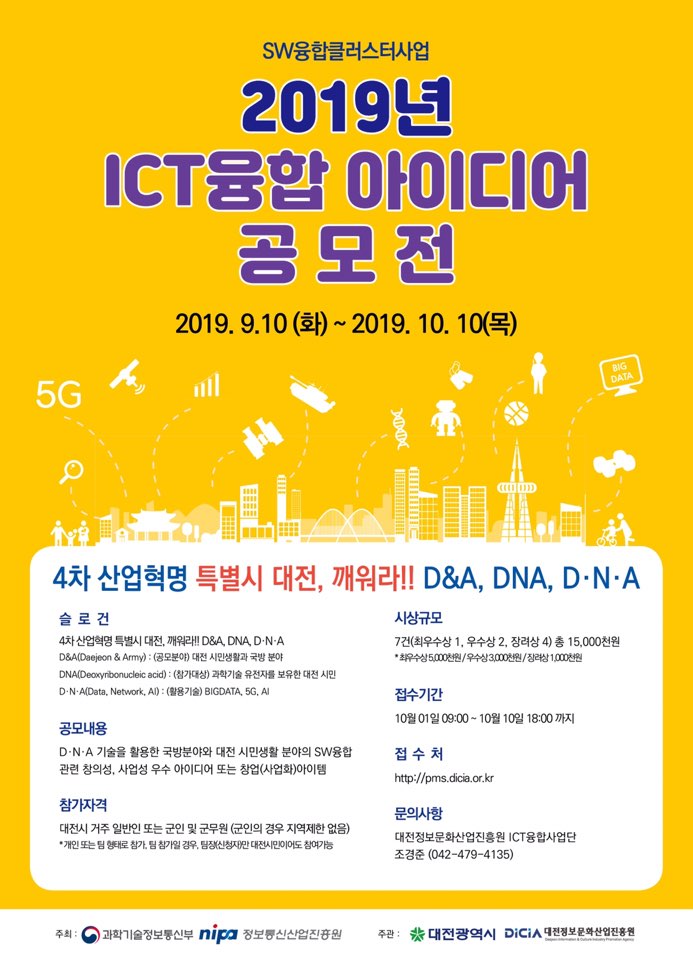 SW융합클러스터사업
2019년
ICT융합 아이디어
공 모 전
2019. 9.10 (화) ~ 2019. 10. 10(목)
5G
BIG
DATA
4차 산업혁명 특별시 대전, 깨워라!! D&A, DNA, D·N·A
슬 로 건
4차 산업혁명 특별시 대전, 깨워라!! D&A, DNA, D·N·A
D&A(Daejeon & Army) : (공모분야) 대전 시민생활과 국방 분야
DNA(Deoxyribonucleic acid) : (참가대상) 과학기술 유전자를 보유한 대전 시민
D·N·A(Data, Network, AI) : (활용기술) BIGDATA, 5G, AI
공모내용
D·N·A 기술을 활용한 국방분야와 대전 시민생활 분야의 SW융합
관련 창의성, 사업성 우수 아이디어 또는 창업(사업화)아이템
참가자격
대전시 거주 일반인 또는 군인 및 군무원 (군인의 경우 지역제한 없음)
*개인 또는 팀 형태로 참가, 팀 참가일 경우, 팀장(신청자)만 대전시민이어도 참여가능
시상규모
7건(최우수상 1, 우수상 2, 장려상 4) 총 15,000천원
*최우수상 5,000천원 / 우수상 3,000천원 / 장려상 1,000천원
접수기간
10월 01일 09:00 ~ 10월 10일 18:00 까지
접 수 처
http://pms.dicia.or.kr
문의사항
대전정보문화산업진흥원 ICT융합사업단
조경준 (042-479-4135)
주최 : 과학기술정보통신부 nipa 정보통신산업진흥원 주관 : 대전광역시 DiCiA 대전정보문화산업진흥원
Daejeon Information & Culture Industry Promotion Agency